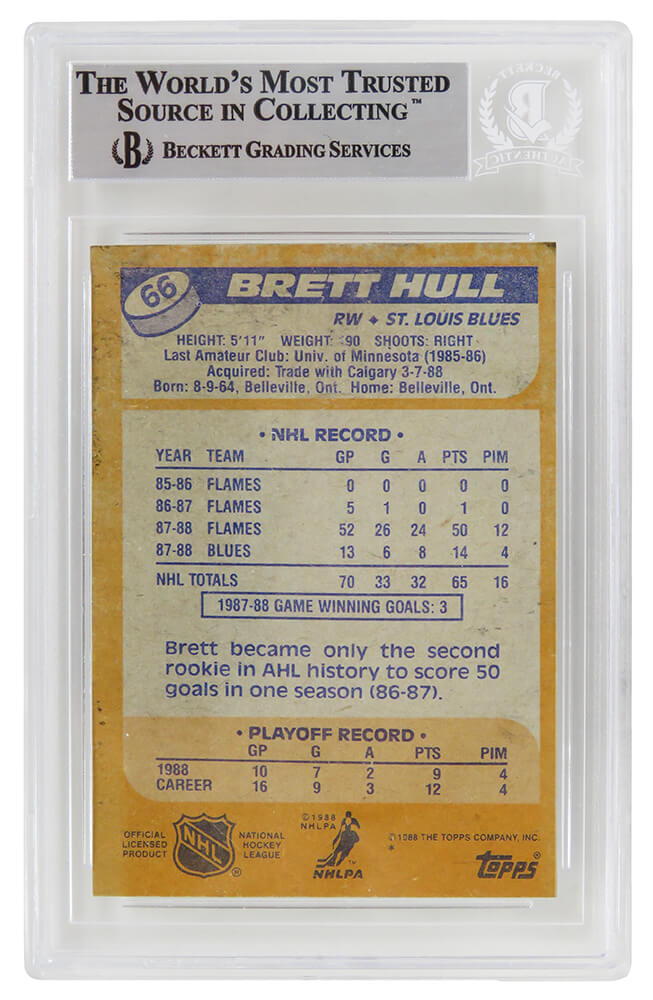 THE WORLD'S MOST TRUSTED
SOURCE IN COLLECTING™
B BECKETT GRADING SERVICES
BECKETT
B
AUTHENTIC
66
BRETT HULL
RW ♦ ST. LOUIS BLUES
HEIGHT: 5'11" WEIGHT: 90 SHOOTS: RIGHT
Last Amateur Club: Univ. of Minnesota (1985-86)
Acquired: Trade with Calgary 3-7-88
Born: 8-9-64, Belleville, Ont. Home: Belleville, Ont.
• NHL RECORD •
YEAR TEAM GP G A PTS PIM
85-86 FLAMES 0 0 0 0 0
86-87 FLAMES 5 1 0 1 0
87-88 FLAMES 52 26 24 50 12
87-88 BLUES 13 6 8 14 4
NHL TOTALS 70 33 32 65 16
1987-88 GAME WINNING GOALS: 3
Brett became only the second
rookie in AHL history to score 50
goals in one season (86-87).
• PLAYOFF RECORD •
GP G A PTS PIM
1988 10 7 2 9 4
CAREER 16 9 3 12 4
OFFICIAL
LICENSED
PRODUCT
NHL
®
NATIONAL
HOCKEY
LEAGUE
©1988
NHLPA
™
NHLPA
©1988 THE TOPPS COMPANY, INC.
*
topps®